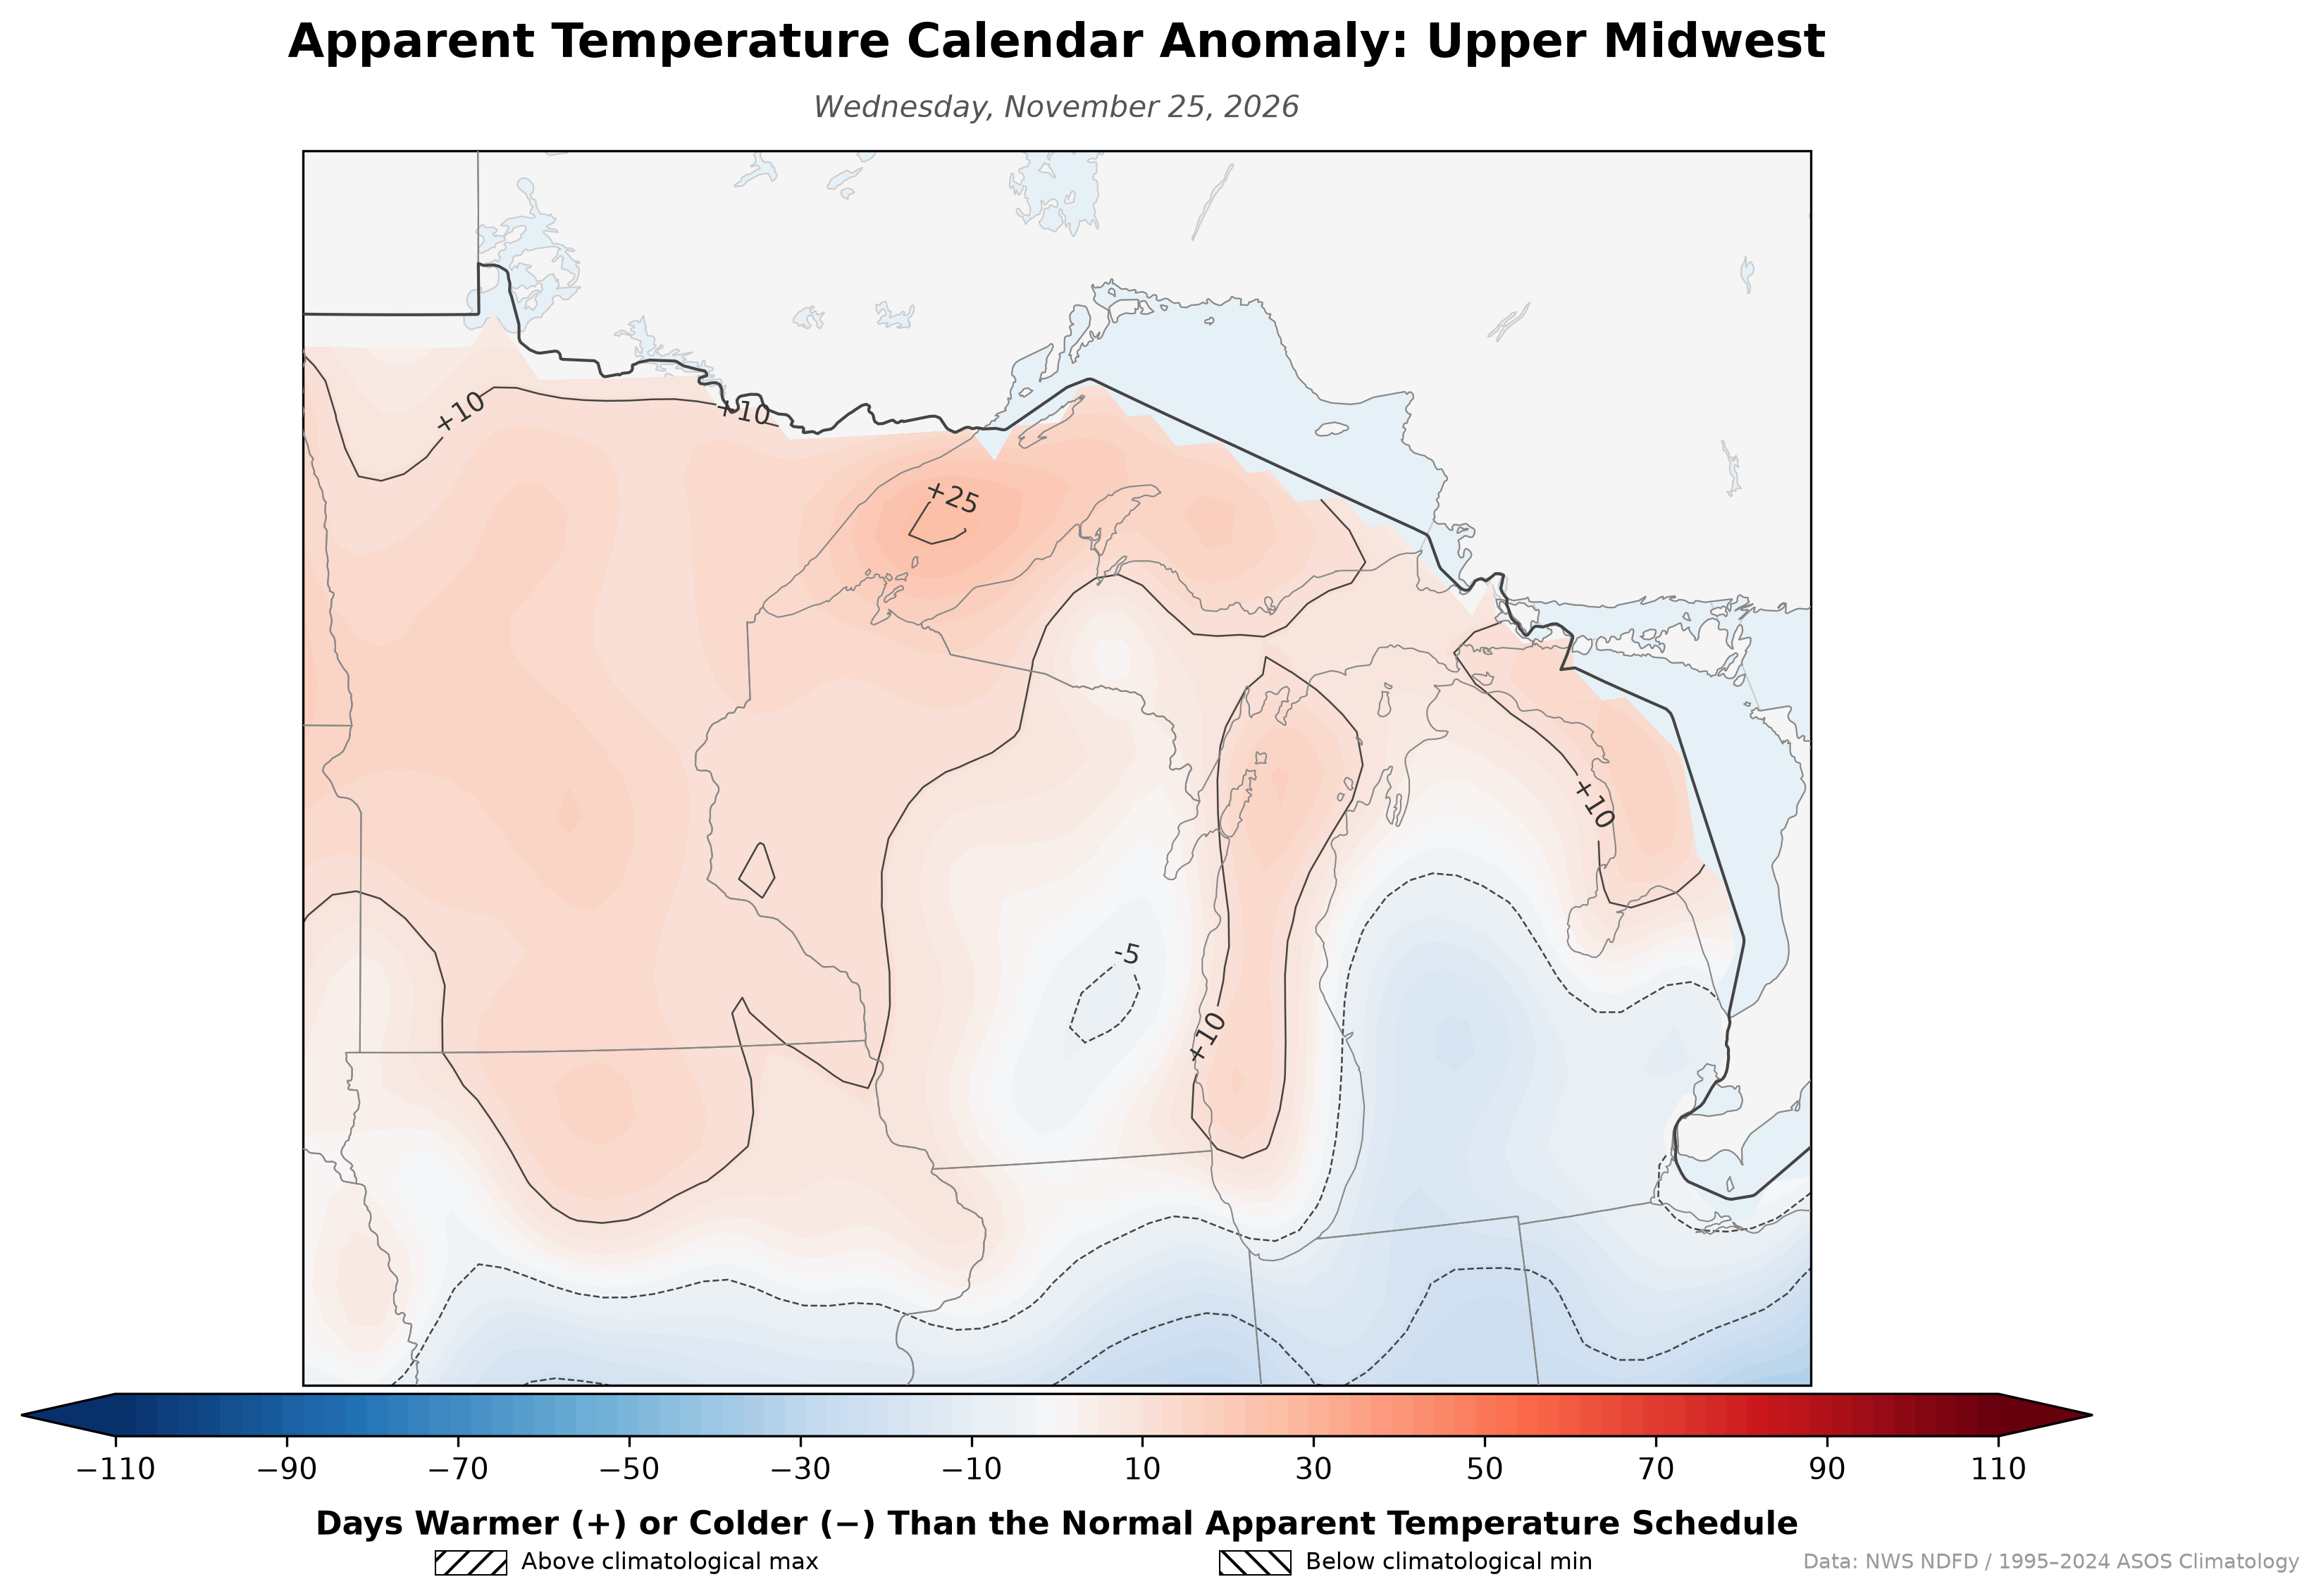 Apparent Temperature Calendar Anomaly: Upper Midwest
Wednesday, November 25, 2026
+10
+10
+25
+10
-5
+10
−110 −90 −70 −50 −30 −10 10 30 50 70 90 110
Days Warmer (+) or Colder (−) Than the Normal Apparent Temperature Schedule
Above climatological max Below climatological min Data: NWS NDFD / 1995–2024 ASOS Climatology